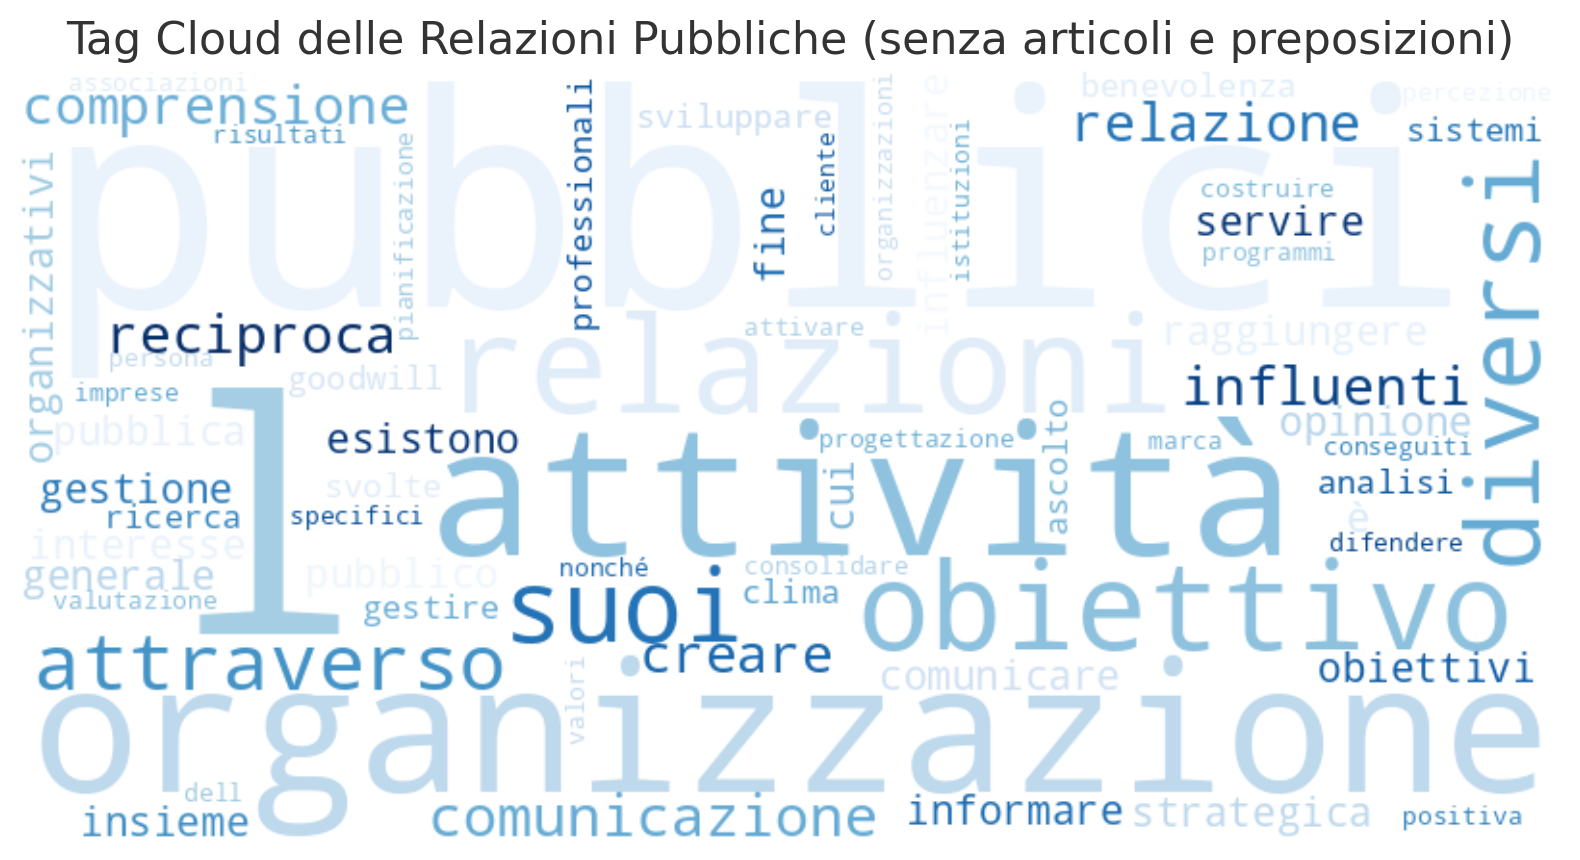 Tag Cloud delle Relazioni Pubbliche (senza articoli e preposizioni)
associazioni
comprensione
risultati
pubblici
sviluppare
benevolenza
percezione
relazione
sistemi
organizzativi
pianificazione
professionali
fine
cliente
organizzazioni
influenzare
istituzioni
costruire
servire
programmi
diversi
reciproca
persona
attivare
relazioni
raggiungere
goodwill
imprese
influenti
pubblica
esistono
l
attività
progettazione
ascolto
marca
opinione
conseguiti
gestione
svolte
cui
analisi
ricerca
specifici
è
interesse
difendere
generale
pubblico
nonché
consolidare
valutazione
gestire
suoi
clima
obiettivo
attraverso
creare
comunicare
obiettivi
valori
organizzazione
dell
insieme
comunicazione
informare
strategica
positiva